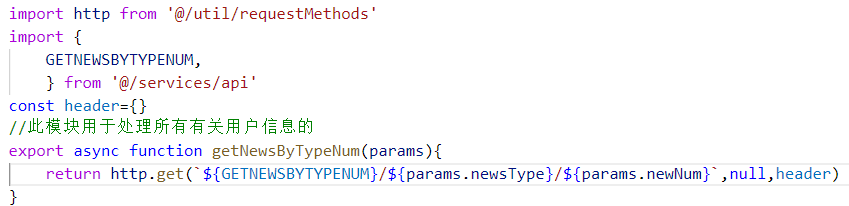 import http from '@/util/requestMethods'
import {
    GETNEWSBYTYPENUM,
    } from '@/services/api'
const header={}
//此模块用于处理所有有关用户信息的
export async function getNewsByTypeNum(params){
    return http.get(`${GETNEWSBYTYPENUM}/${params.newsType}/${params.newNum}`,null,header)
}